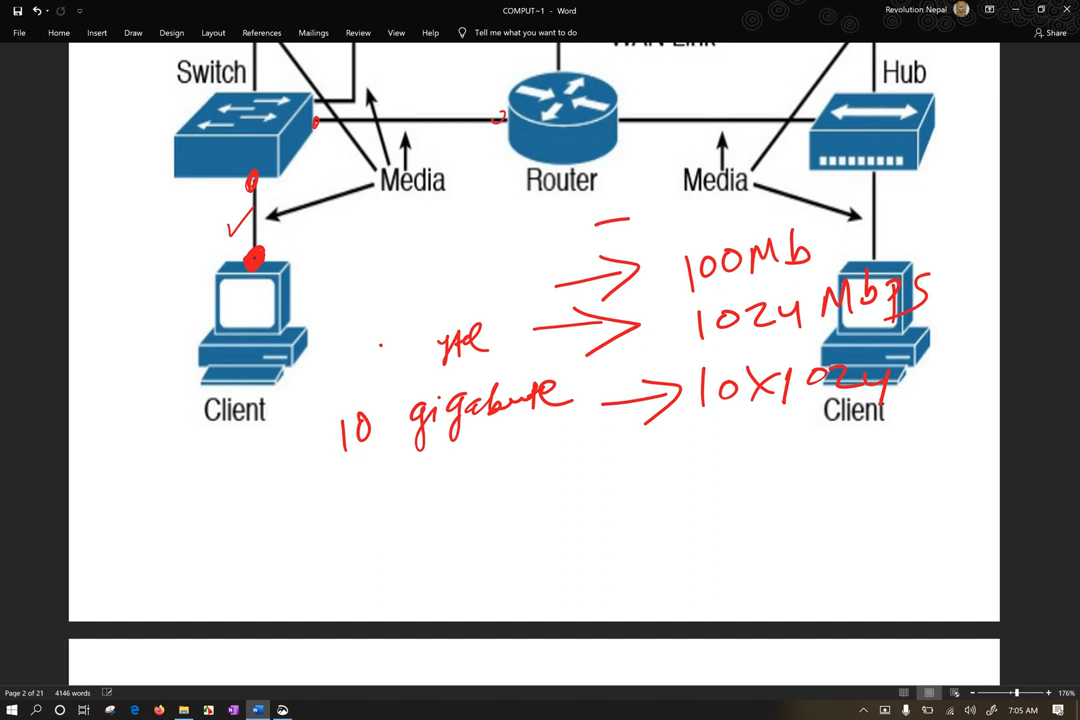 COMPUT~1 - Word
Revolution Nepal
File Home Insert Draw Design Layout References Mailings Review View Help Tell me what you want to do Share
WAN Link
Switch
Hub
Media
Router
Media
100Mb
1024 Mbps
10 gigabyte
10X1024
Client
Client
Page 2 of 21 4146 words
176%
7:05 AM